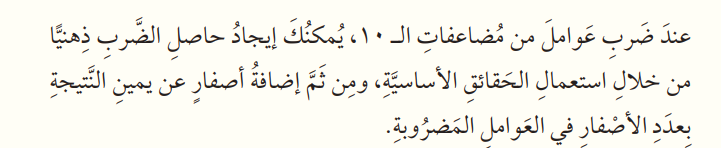 عندَ ضَربِ عَواملَ من مُضاعفاتِ الـ ١٠، يُمكنُكَ إيجادُ حاصلِ الضَّربِ ذِهنيًّا
من خلالِ استعمالِ الحَقائقِ الأساسيَّةِ، ومِن ثَمَّ إضافةُ أصفارٍ عن يمينِ النَّتيجةِ
بِعدَدِ الأصْفارِ في العَواملِ المَضرُوبةِ.